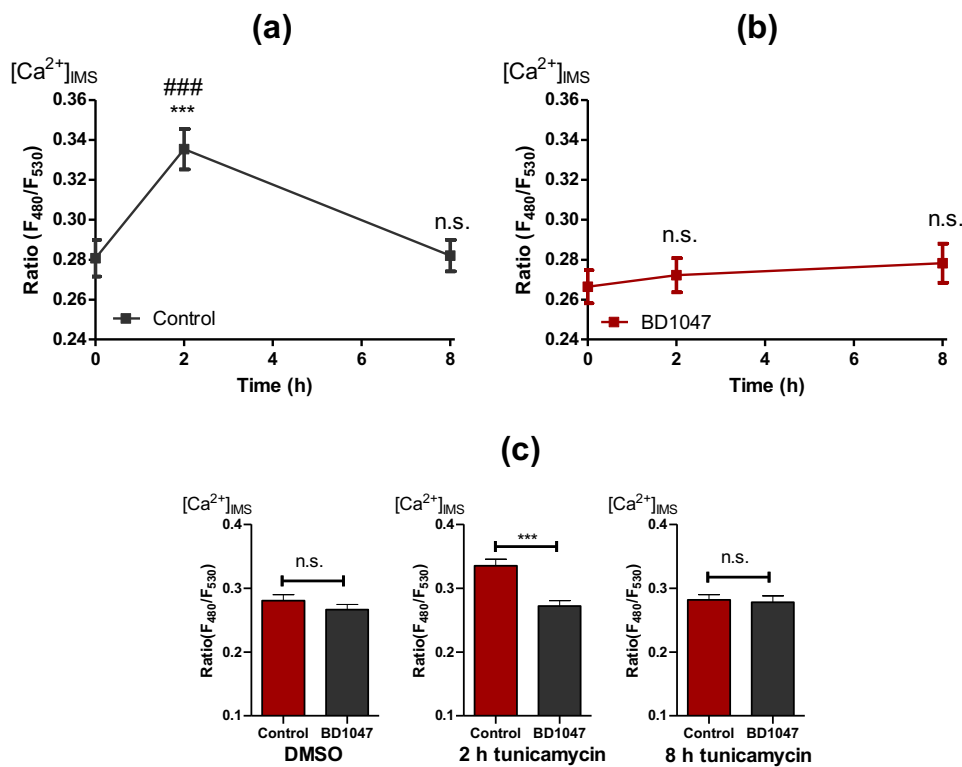 (a)
[Ca²⁺]IMS
###
***
n.s.
Ratio (F480/F530)
0.36
0.34
0.32
0.30
0.28
0.26
0.24
Control
0 2 4 6 8
Time (h)
(b)
[Ca²⁺]IMS
n.s.
n.s.
Ratio (F480/F530)
0.36
0.34
0.32
0.30
0.28
0.26
0.24
BD1047
0 2 4 6 8
Time (h)
(c)
[Ca²⁺]IMS
Ratio(F480/F530)
0.4
0.3
0.2
0.1
n.s.
Control BD1047
DMSO
[Ca²⁺]IMS
Ratio(F480/F530)
0.4
0.3
0.2
0.1
***
Control BD1047
2 h tunicamycin
[Ca²⁺]IMS
Ratio(F480/F530)
0.4
0.3
0.2
0.1
n.s.
Control BD1047
8 h tunicamycin